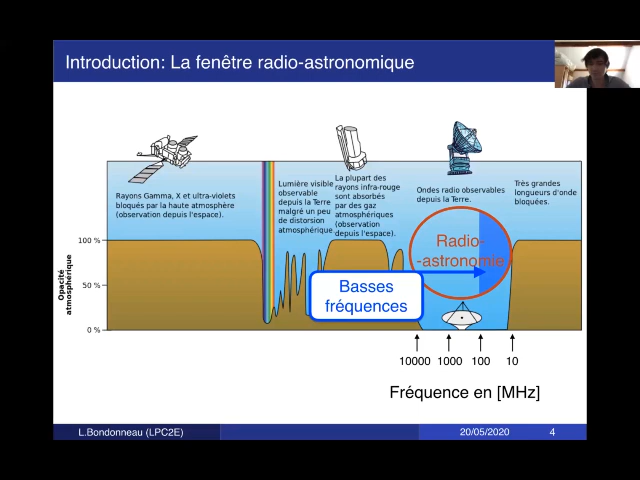 Introduction: La fenêtre radio-astronomique
Rayons Gamma, X et ultra-violets
bloqués par la haute atmosphère
(observation depuis l'espace).
Lumière visible
observable
depuis la Terre
malgré un peu
de distorsion
atmosphérique
La plupart des
rayons infra-rouge
sont absorbés
par des gaz
atmosphériques
(observation
depuis l'espace).
Ondes radio observables
depuis la Terre.
Très grandes
longueurs d'onde
bloquées.
Opacité
atmosphérique
100 %
50 %
0 %
Radio-
-astronomie
Basses
fréquences
10000 1000 100 10
Fréquence en [MHz]
L.Bondonneau (LPC2E) 20/05/2020 4